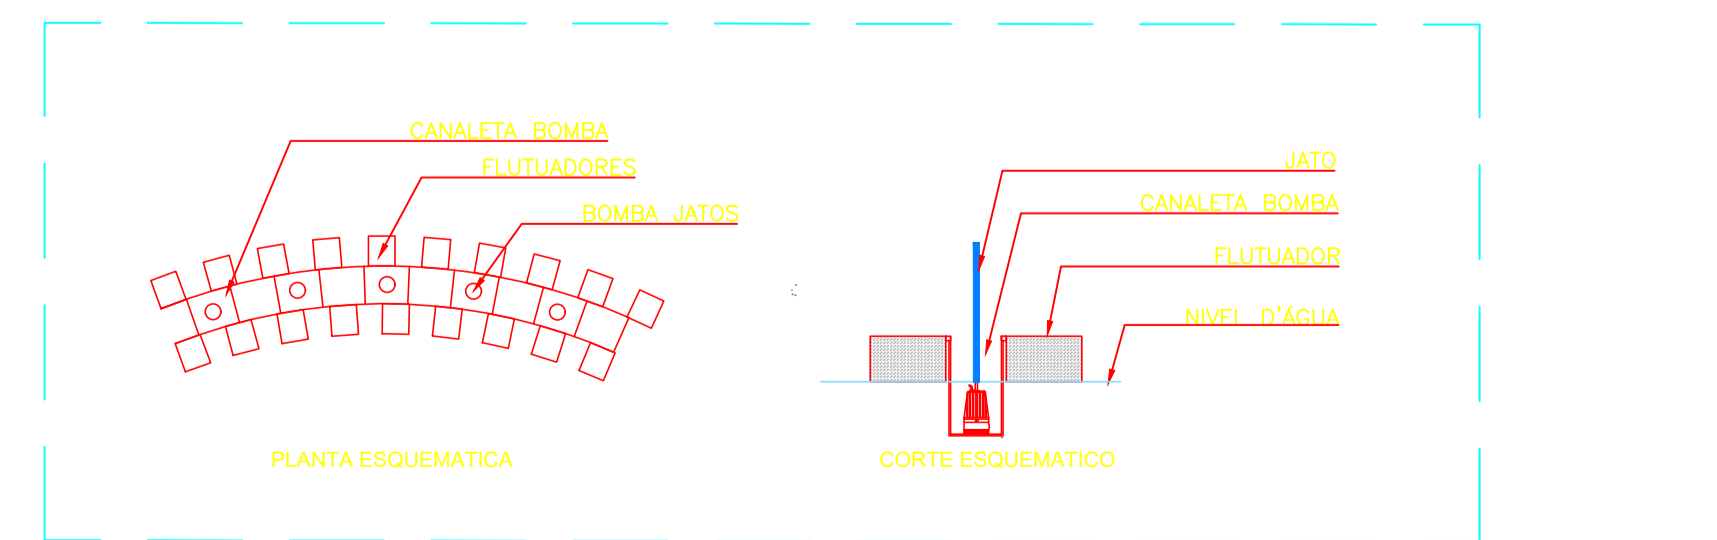 CANALETA BOMBA
FLUTUADORES
BOMBA JATOS
PLANTA ESQUEMATICA
JATO
CANALETA BOMBA
FLUTUADOR
NIVEL D'ÁGUA
CORTE ESQUEMATICO